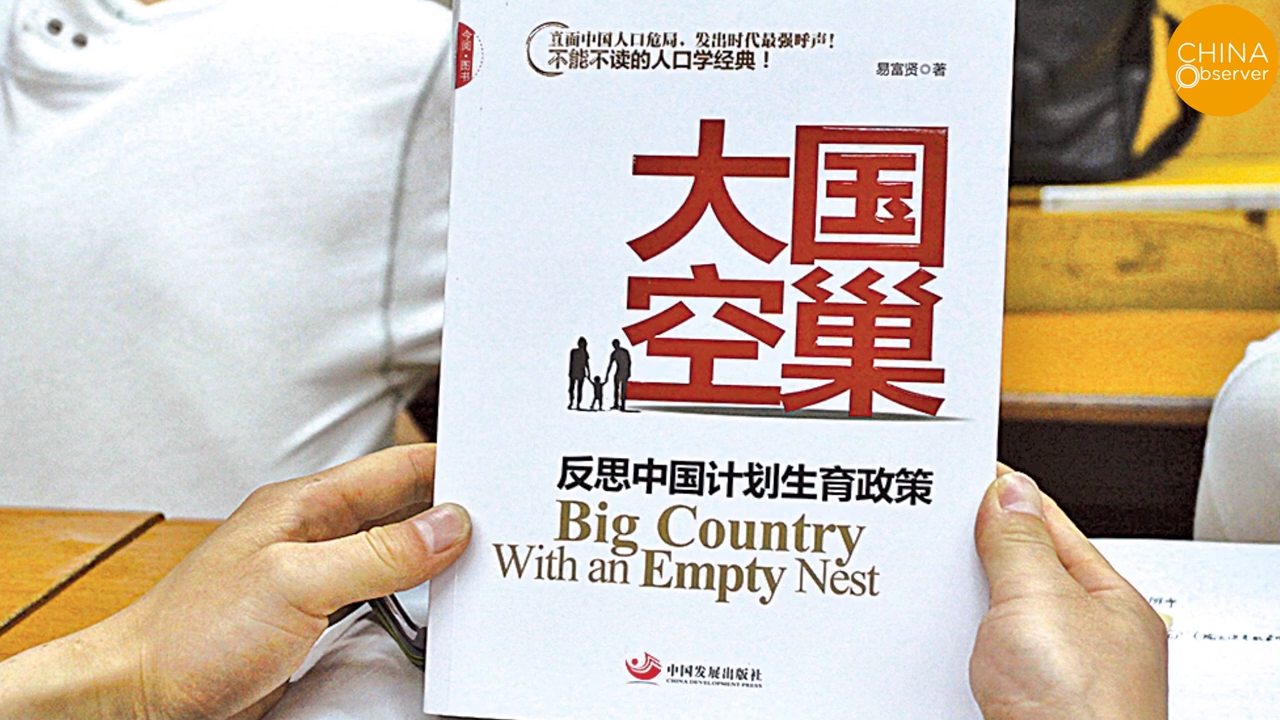 今阅·图书
直面中国人口危局，发出时代最强呼声！
不能不读的人口学经典！
易富贤◎著
大国
空巢
反思中国计划生育政策
Big Country
With an Empty Nest
中国发展出版社
CHINA DEVELOPMENT PRESS
CHINA
Observer